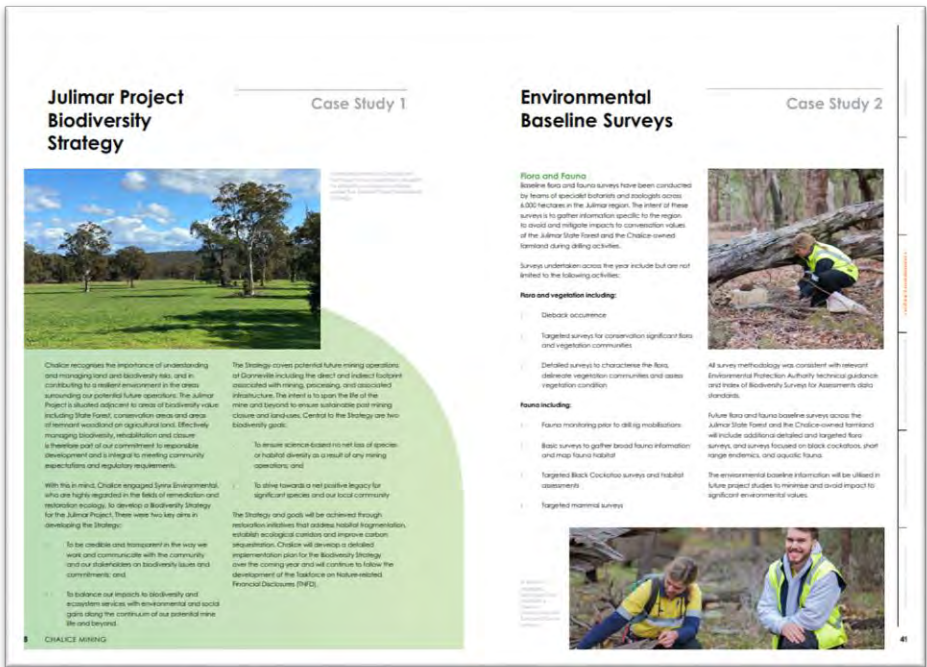 Julimar Project
Biodiversity
Strategy
Case Study 1
Chalice recognises the importance of understanding
and managing land and biodiversity risks, and in
contributing to a resilient environment in the areas
surrounding our potential future operations. The Julimar
Project is situated adjacent to areas of biodiversity value
including State Forest, conservation areas and areas
of remnant woodland on agricultural land. Effectively
managing biodiversity, rehabilitation and closure
is therefore part of our commitment to responsible
development and is integral to meeting community
expectations and regulatory requirements.
With this in mind, Chalice engaged Syrinx Environmental,
who are highly regarded in the fields of remediation and
restoration ecology, to develop a Biodiversity Strategy
for the Julimar Project. There were two key aims in
developing the Strategy:
To be credible and transparent in the way we
work and communicate with the community
and our stakeholders on biodiversity issues and
commitments; and
To balance our impacts to biodiversity and
ecosystem services with environmental and social
gains along the continuum of our potential mine
life and beyond.
The Strategy covers potential future mining operations
of Gonneville including the direct and indirect footprint
associated with mining, processing, and associated
infrastructure. The intent is to span the life of the
mine and beyond to ensure sustainable post mining
closure and land-uses. Central to the Strategy are two
biodiversity goals:
To ensure science-based no net loss of species
or habitat diversity as a result of any mining
operations; and
To strive towards a net positive legacy for
significant species and our local community
The Strategy and goals will be achieved through
restoration initiatives that address habitat fragmentation,
establish ecological corridors and improve carbon
sequestration. Chalice will develop a detailed
implementation plan for the Biodiversity Strategy
over the coming year and will continue to follow the
development of the Taskforce on Nature-related
Financial Disclosures (TNFD).
CHALICE MINING
Environmental
Baseline Surveys
Case Study 2
Flora and Fauna
Baseline flora and fauna surveys have been conducted
by teams of specialist botanists and zoologists across
6,000 hectares in the Julimar region. The intent of these
surveys is to gather information specific to the region
to avoid and mitigate impacts to conversation values
of the Julimar State Forest and the Chalice-owned
farmland during drilling activities.
Surveys undertaken across the year include but are not
limited to the following activities:
Flora and vegetation including:
Dieback occurrence
Targeted surveys for conservation significant flora
and vegetation communities
Detailed surveys to characterise the flora,
delineate vegetation communities and assess
vegetation condition
Fauna including:
Fauna monitoring prior to drill rig mobilisations
Basic surveys to gather broad fauna information
and map fauna habitat
Targeted Black Cockatoo surveys and habitat
assessments
Targeted mammal surveys
All survey methodology was consistent with relevant
Environmental Protection Authority technical guidance
and Index of Biodiversity Surveys for Assessments data
standards.
Future flora and fauna baseline surveys across the
Julimar State Forest and the Chalice-owned farmland
will include additional detailed and targeted flora
surveys, and surveys focused on black cockatoos, short
range endemics, and aquatic fauna.
The environmental baseline information will be utilised in
future project studies to minimise and avoid impact to
significant environmental values.
41